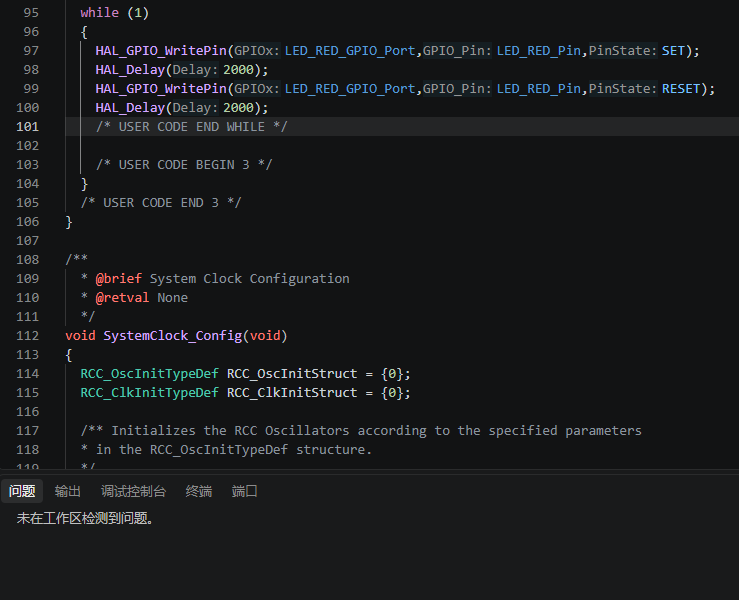 95 while (1)
96 {
97 HAL_GPIO_WritePin(GPIOx: LED_RED_GPIO_Port,GPIO_Pin: LED_RED_Pin,PinState: SET);
98 HAL_Delay(Delay: 2000);
99 HAL_GPIO_WritePin(GPIOx: LED_RED_GPIO_Port,GPIO_Pin: LED_RED_Pin,PinState: RESET);
100 HAL_Delay(Delay: 2000);
101 /* USER CODE END WHILE */
102
103 /* USER CODE BEGIN 3 */
104 }
105 /* USER CODE END 3 */
106 }
107
108 /**
109 * @brief System Clock Configuration
110 * @retval None
111 */
112 void SystemClock_Config(void)
113 {
114 RCC_OscInitTypeDef RCC_OscInitStruct = {0};
115 RCC_ClkInitTypeDef RCC_ClkInitStruct = {0};
116
117 /** Initializes the RCC Oscillators according to the specified parameters
118 * in the RCC_OscInitTypeDef structure.
119 */
问题 输出 调试控制台 终端 端口
未在工作区检测到问题。